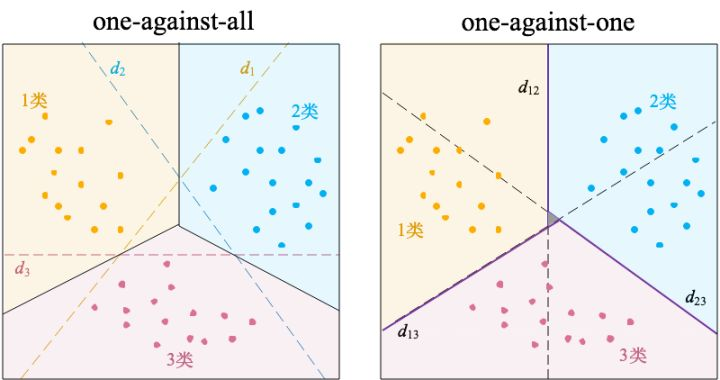 one-against-all
d2
d1
1类
2类
d3
3类
one-against-one
d12
2类
1类
d23
d13
3类